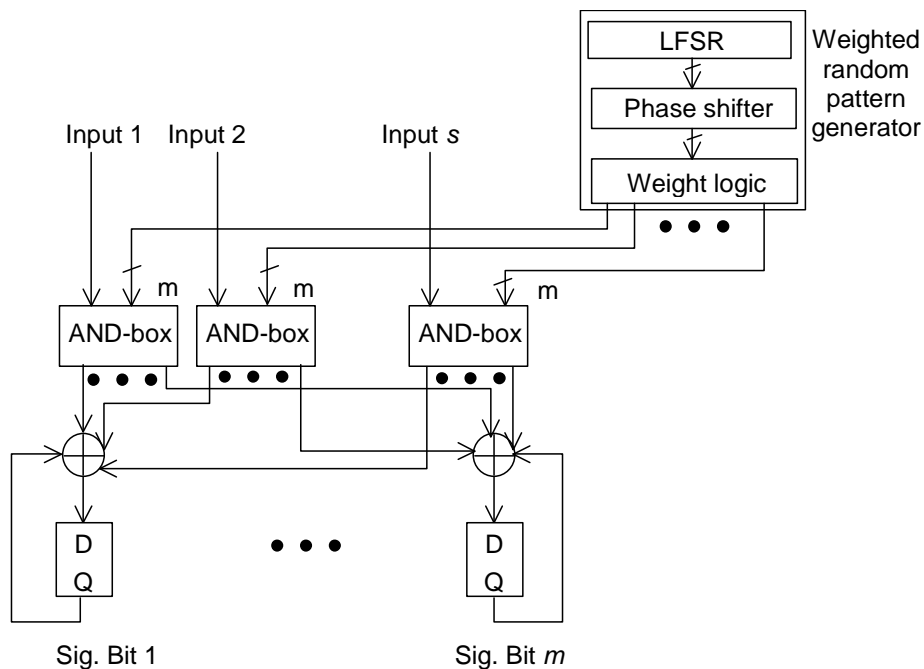 LFSR
Weighted
random
pattern
generator
Phase shifter
Input 1 Input 2 Input s
Weight logic
m m m
AND-box AND-box AND-box
D D
Q Q
Sig. Bit 1 Sig. Bit m